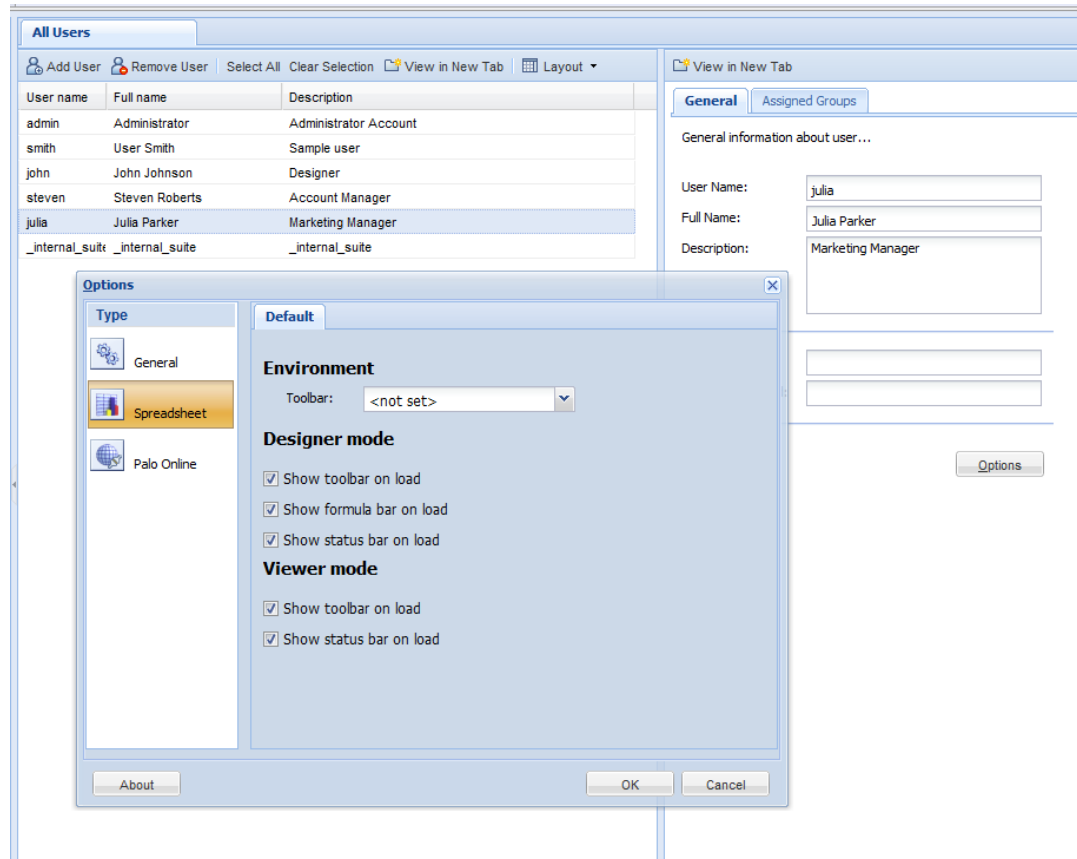 All Users
Add User Remove User Select All Clear Selection View in New Tab Layout
View in New Tab
User name Full name Description
General Assigned Groups
admin Administrator Administrator Account
smith User Smith Sample user
General information about user...
john John Johnson Designer
steven Steven Roberts Account Manager
User Name: julia
julia Julia Parker Marketing Manager
Full Name: Julia Parker
_internal_suite _internal_suite _internal_suite
Description: Marketing Manager
Options
Type
Default
General
Spreadsheet
Palo Online
Environment
Toolbar: <not set>
Designer mode
Show toolbar on load
Show formula bar on load
Show status bar on load
Viewer mode
Show toolbar on load
Show status bar on load
About OK Cancel
Options